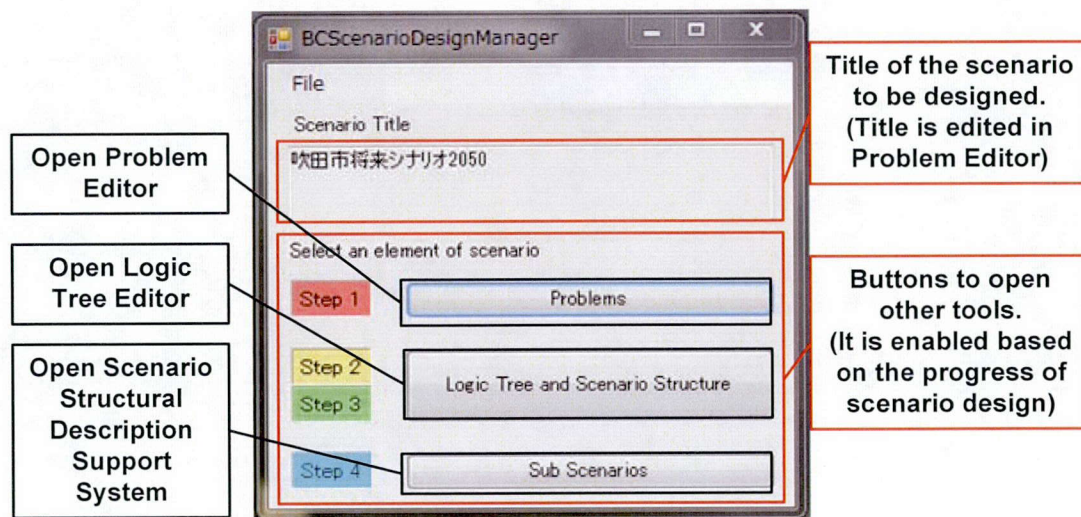 BCScenarioDesignManager
File
Scenario Title
吹田市将来シナリオ2050
Select an element of scenario
Step 1
Problems
Step 2
Step 3
Logic Tree and Scenario Structure
Step 4
Sub Scenarios
Open Problem
Editor
Open Logic
Tree Editor
Open Scenario
Structural
Description
Support
System
Title of the scenario
to be designed.
(Title is edited in
Problem Editor)
Buttons to open
other tools.
(It is enabled based
on the progress of
scenario design)